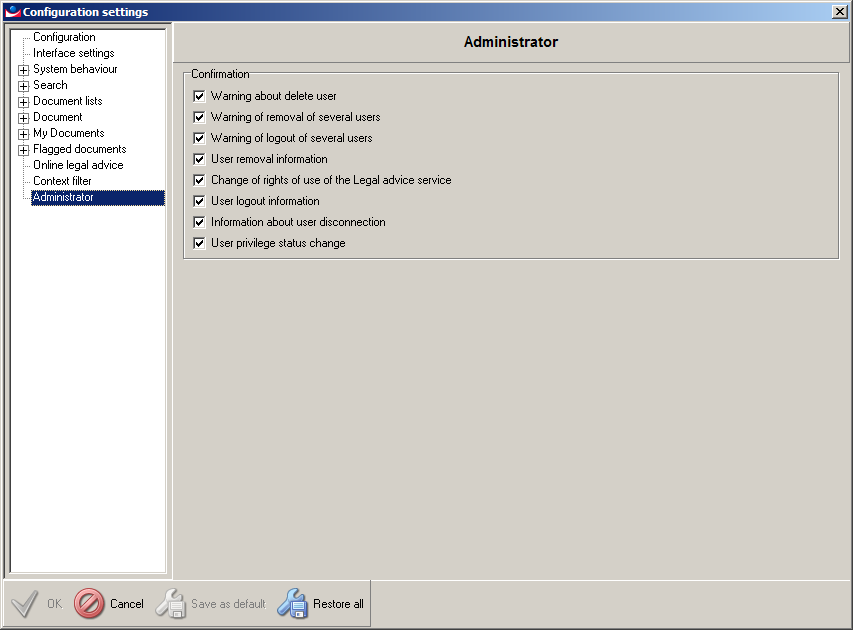 Configuration settings
Configuration
Interface settings
System behaviour
Search
Document lists
Document
My Documents
Flagged documents
Online legal advice
Context filter
Administrator
Administrator
Confirmation
Warning about delete user
Warning of removal of several users
Warning of logout of several users
User removal information
Change of rights of use of the Legal advice service
User logout information
Information about user disconnection
User privilege status change
OK
Cancel
Save as default
Restore all